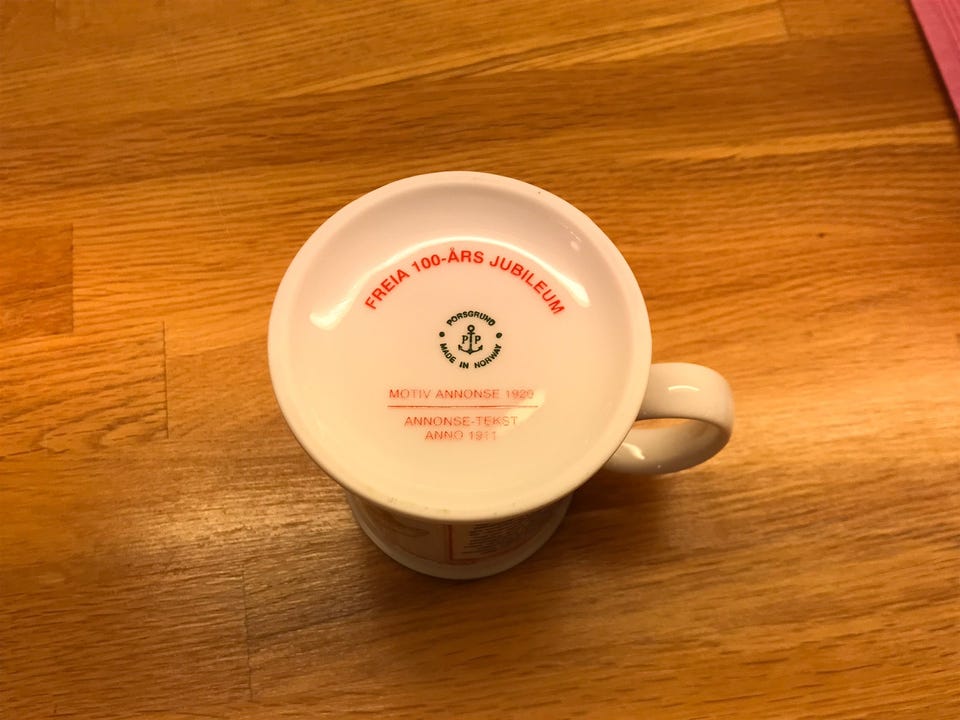 FREIA 100-ÅRS JUBILEUM
PORSGRUND
PP
MADE IN NORWAY
MOTIV ANNONSE 1920
ANNONSE-TEKST
ANNO 1911